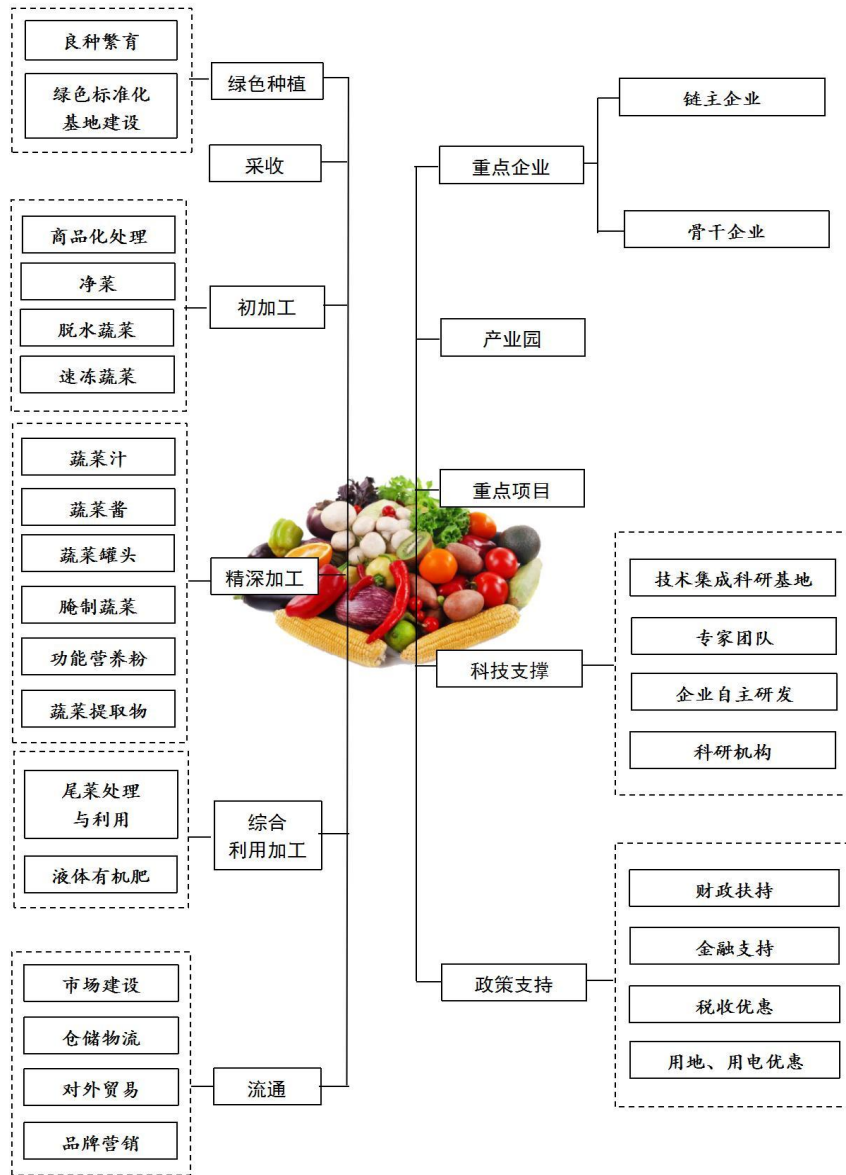 良种繁育
绿色标准化
基地建设
绿色种植
采收
商品化处理
净菜
脱水蔬菜
速冻蔬菜
初加工
蔬菜汁
蔬菜酱
蔬菜罐头
腌制蔬菜
功能营养粉
蔬菜提取物
精深加工
尾菜处理
与利用
液体有机肥
综合
利用加工
市场建设
仓储物流
对外贸易
品牌营销
流通
重点企业
链主企业
骨干企业
产业园
重点项目
科技支撑
技术集成科研基地
专家团队
企业自主研发
科研机构
政策支持
财政扶持
金融支持
税收优惠
用地、用电优惠